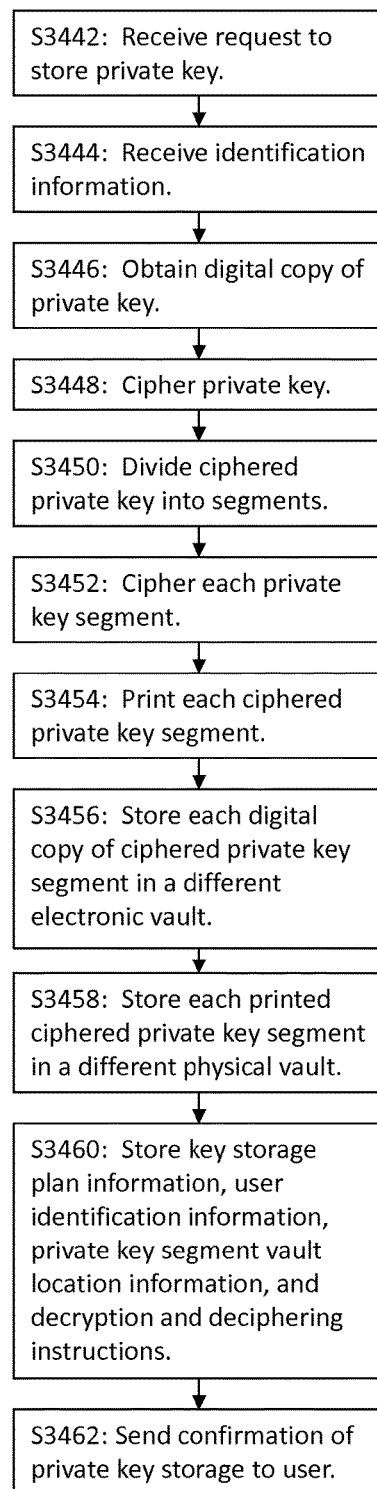 S3442: Receive request to
store private key.
S3444: Receive identification
information.
S3446: Obtain digital copy of
private key.
S3448: Cipher private key.
S3450: Divide ciphered
private key into segments.
S3452: Cipher each private
key segment.
S3454: Print each ciphered
private key segment.
S3456: Store each digital
copy of ciphered private key
segment in a different
electronic vault.
S3458: Store each printed
ciphered private key segment
in a different physical vault.
S3460: Store key storage
plan information, user
identification information,
private key segment vault
location information, and
decryption and deciphering
instructions.
S3462: Send confirmation of
private key storage to user.